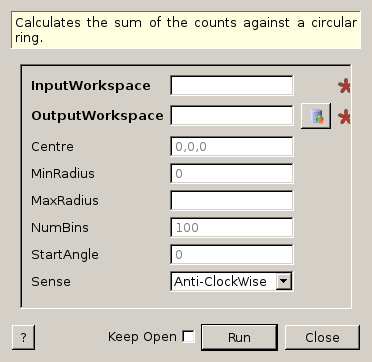 Calculates the sum of the counts against a circular
ring.
InputWorkspace
OutputWorkspace
Centre 0,0,0
MinRadius 0
MaxRadius
NumBins 100
StartAngle 0
Sense Anti-ClockWise
? Keep Open Run Close